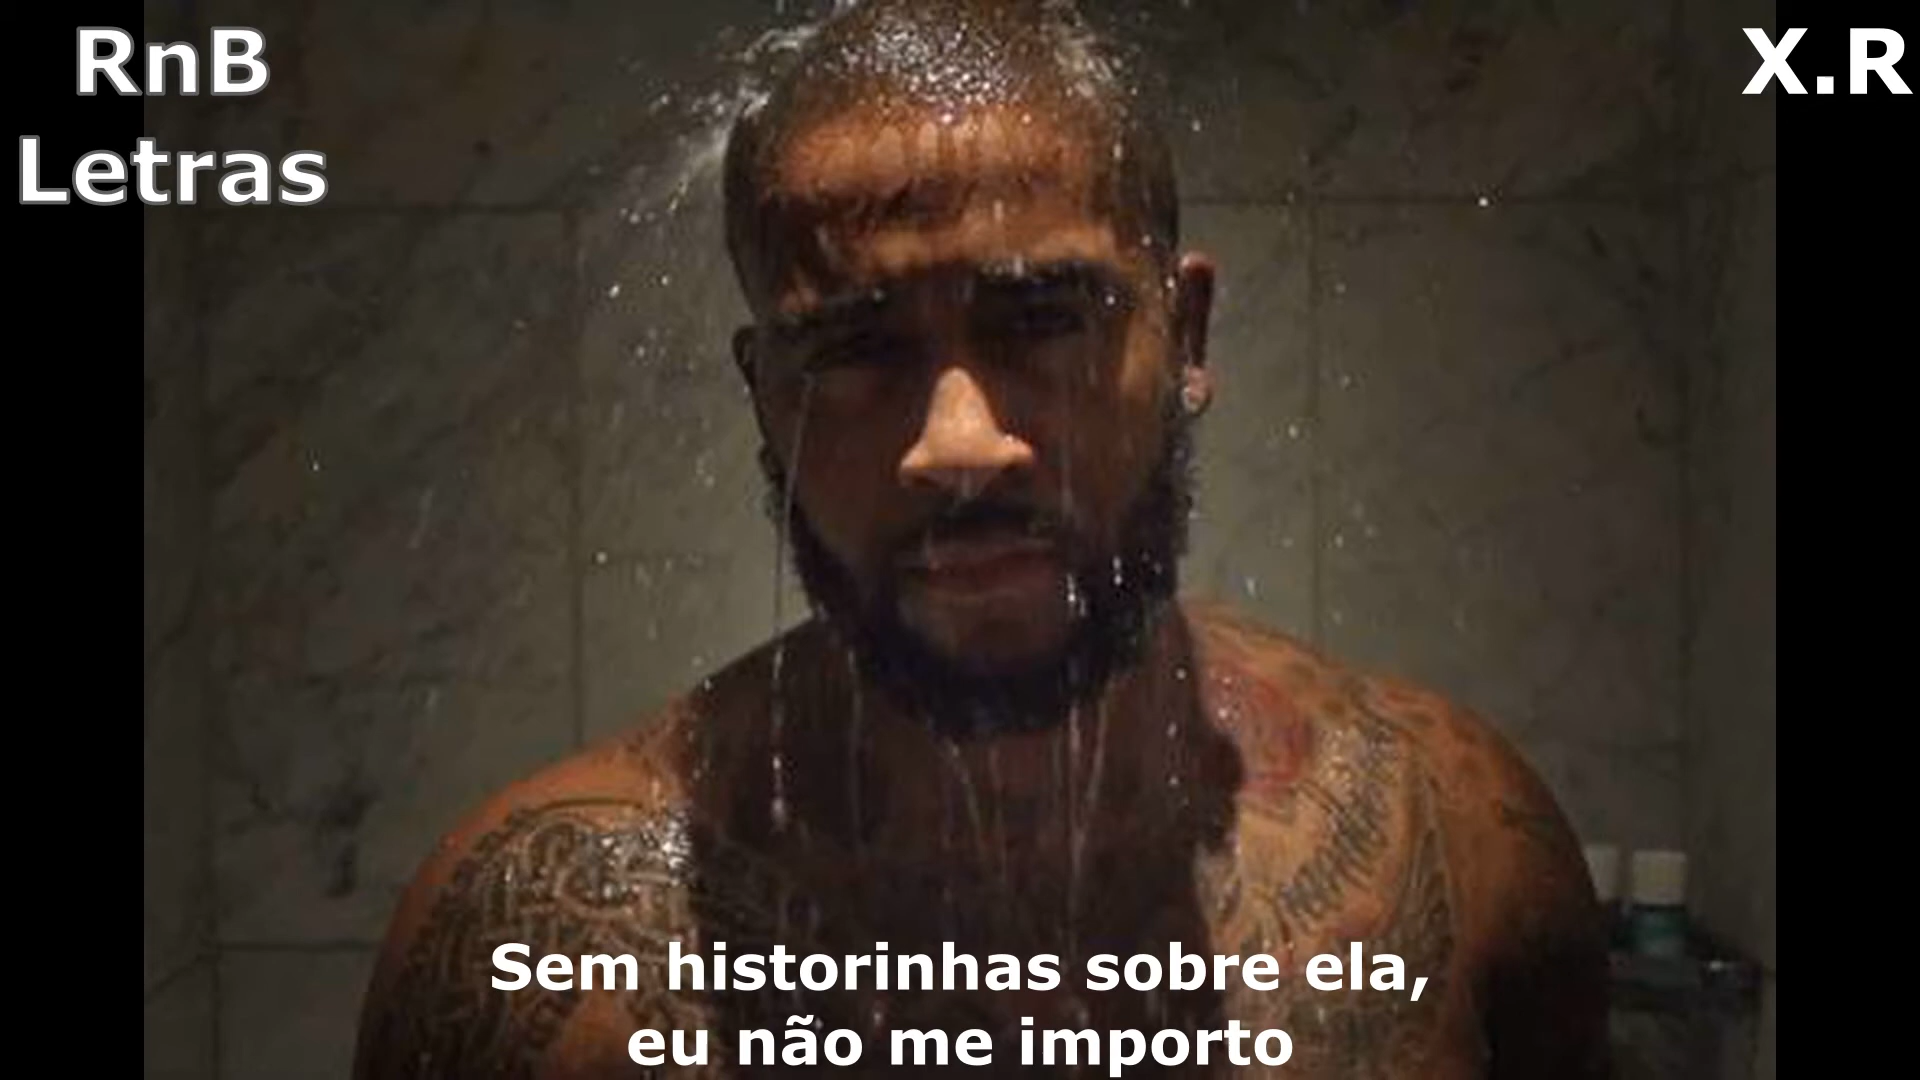 RnB
Letras
X.R
Sem historinhas sobre ela,
eu não me importo